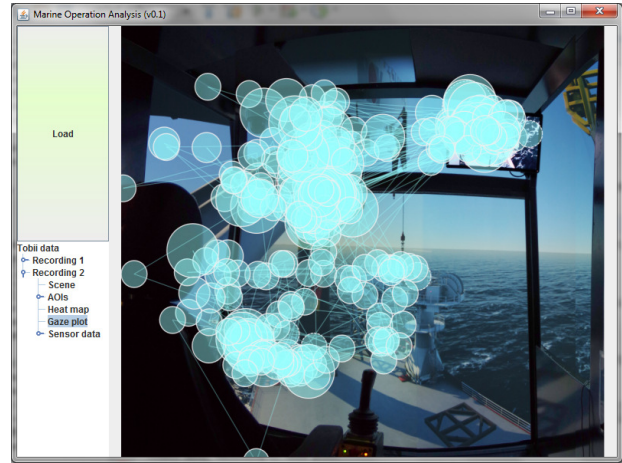 Marine Operation Analysis (v0.1)
Load
Tobii data
Recording 1
Recording 2
Scene
AOIs
Heat map
Gaze plot
Sensor data